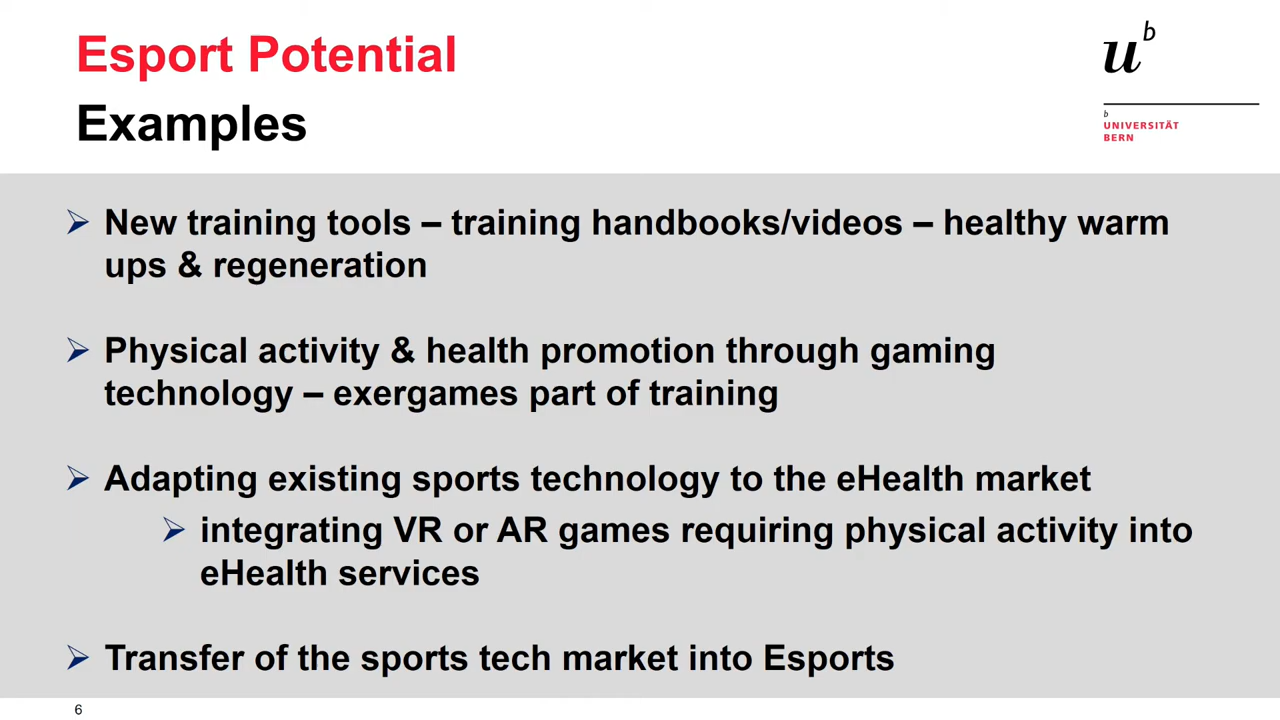 Esport Potential
Examples
u^b
b
UNIVERSITÄT
BERN
➢ New training tools – training handbooks/videos – healthy warm
ups & regeneration
➢ Physical activity & health promotion through gaming
technology – exergames part of training
➢ Adapting existing sports technology to the eHealth market
➢ integrating VR or AR games requiring physical activity into
eHealth services
➢ Transfer of the sports tech market into Esports
6